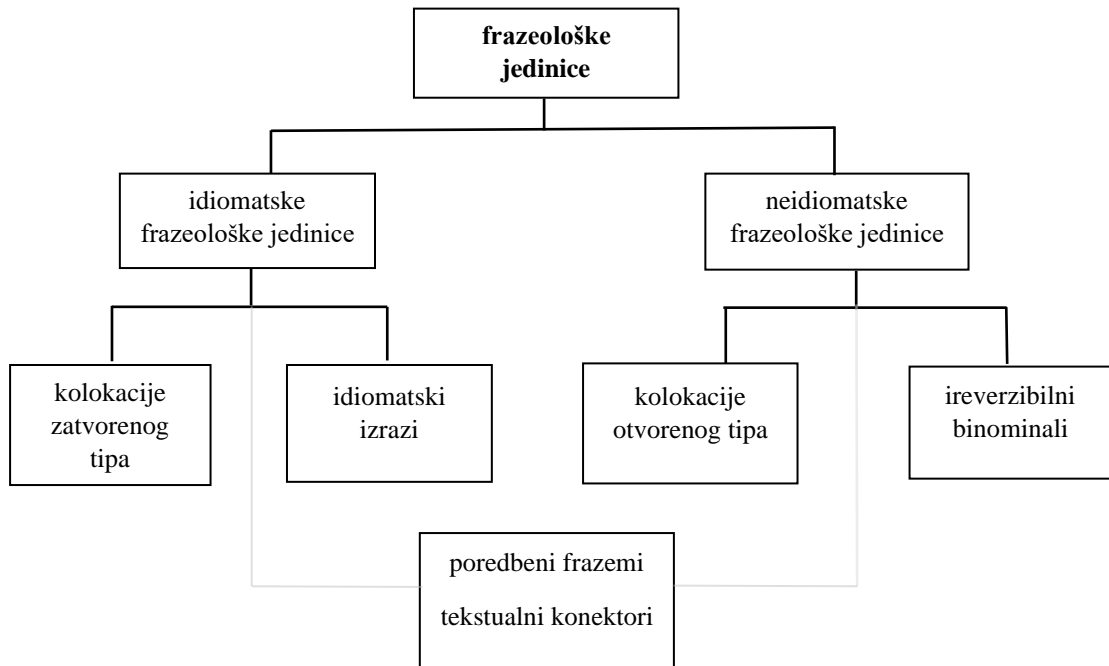 frazeološke
jedinice
idiomatske
frazeološke jedinice
neidiomatske
frazeološke jedinice
kolokacije
zatvorenog
tipa
idiomatski
izrazi
kolokacije
otvorenog tipa
ireverzibilni
binominali
poredbeni frazemi
tekstualni konektori